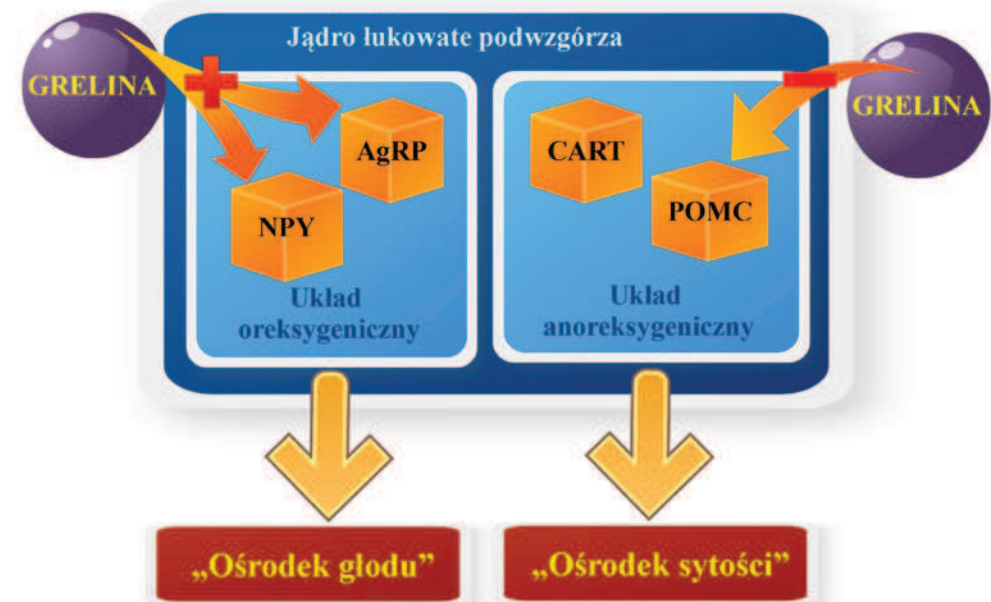 Jądro łukowate podwzgórza
GRELINA
GRELINA
AgRP
CART
NPY
POMC
Układ
oreksygeniczny
Układ
anoreksygeniczny
„Ośrodek głodu”
„Ośrodek sytości”